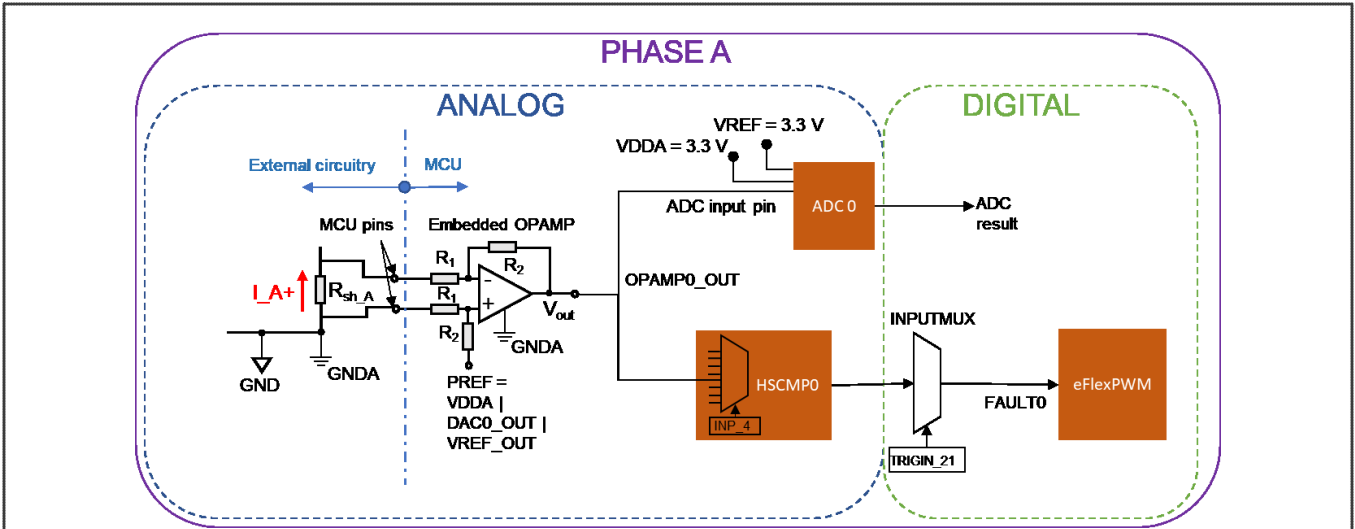 PHASE A
ANALOG
DIGITAL
VREF = 3.3 V
VDDA = 3.3 V
External circuitry
MCU
ADC input pin
ADC 0
ADC
result
MCU pins
Embedded OPAMP
R1
R2
-
OPAMP0_OUT
I_A+
Rsh_A
R1
+
Vout
INPUTMUX
R2
GNDA
GND
GNDA
PREF =
VDDA |
DAC0_OUT |
VREF_OUT
HSCMP0
INP_4
FAULT0
eFlexPWM
TRIGIN_21